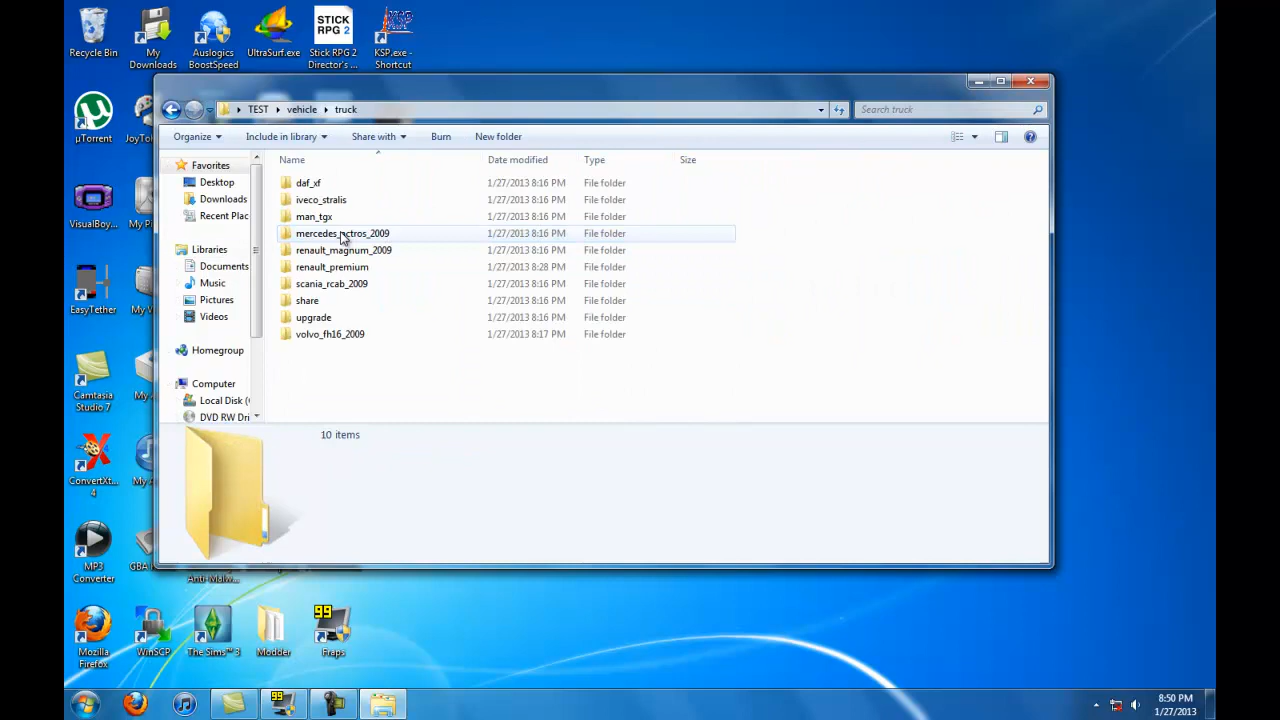 Recycle Bin
My Downloads
Auslogics BoostSpeed
UltraSurf.exe
STICK RPG 2
Stick RPG 2 Director's ...
KSP.exe - Shortcut
TEST vehicle truck
Search truck
Organize Include in library Share with Burn New folder
Name Date modified Type Size
Favorites
Desktop
Downloads
Recent Plac
Libraries
Documents
Music
Pictures
Videos
Homegroup
Computer
Local Disk (
DVD RW Dri
daf_xf 1/27/2013 8:16 PM File folder
iveco_stralis 1/27/2013 8:16 PM File folder
man_tgx 1/27/2013 8:16 PM File folder
mercedes_actros_2009 1/27/2013 8:16 PM File folder
renault_magnum_2009 1/27/2013 8:16 PM File folder
renault_premium 1/27/2013 8:28 PM File folder
scania_rcab_2009 1/27/2013 8:16 PM File folder
share 1/27/2013 8:16 PM File folder
upgrade 1/27/2013 8:16 PM File folder
volvo_fh16_2009 1/27/2013 8:17 PM File folder
10 items
µTorrent
JoyTo
VisualBoy...
My Pi
EasyTether
My V
Camtasia Studio 7
My
ConvertXt... 4
My
MP3 Converter
GBA
Anti-Malw...
Mozilla Firefox
WinSCP
The Sims™ 3
Modder
99
Fraps
99
8:50 PM
1/27/2013